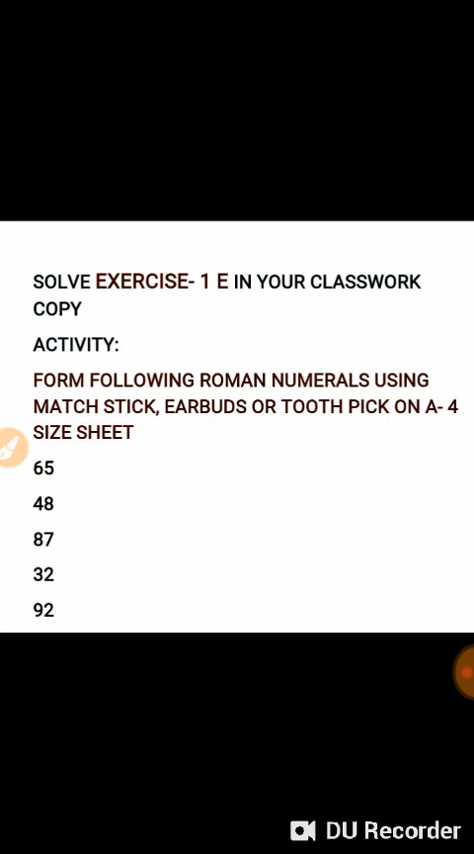 SOLVE EXERCISE- 1 E IN YOUR CLASSWORK
COPY
ACTIVITY:
FORM FOLLOWING ROMAN NUMERALS USING
MATCH STICK, EARBUDS OR TOOTH PICK ON A- 4
SIZE SHEET
65
48
87
32
92
DU Recorder